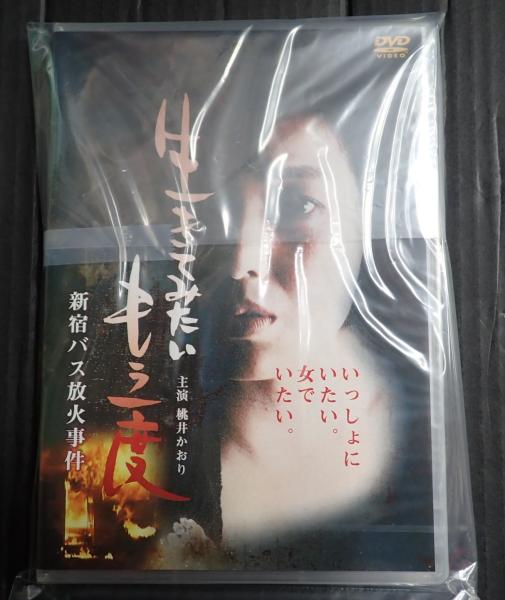 DVD
VIDEO
生きてみたい
もう一度
新宿バス放火事件
主演 桃井かおり
いっしょに
いたい。
女で
いたい。